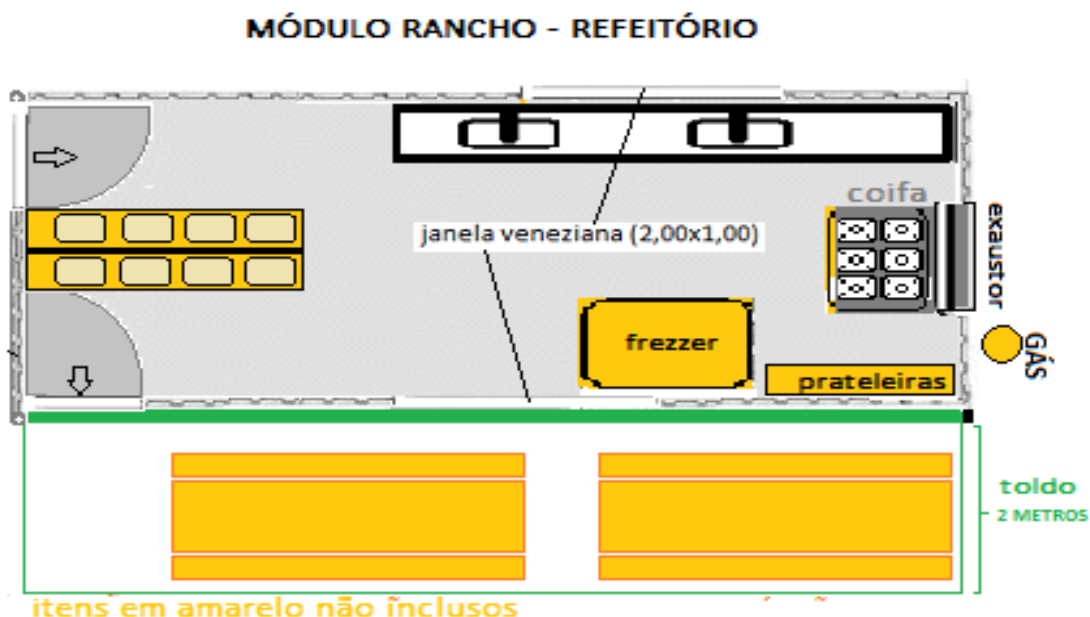 MÓDULO RANCHO - REFEITÓRIO
coifa
exaustor
janela veneziana (2,00x1,00)
frezzer
GÁS
prateleiras
toldo
2 METROS
itens em amarelo não ĩnclusos